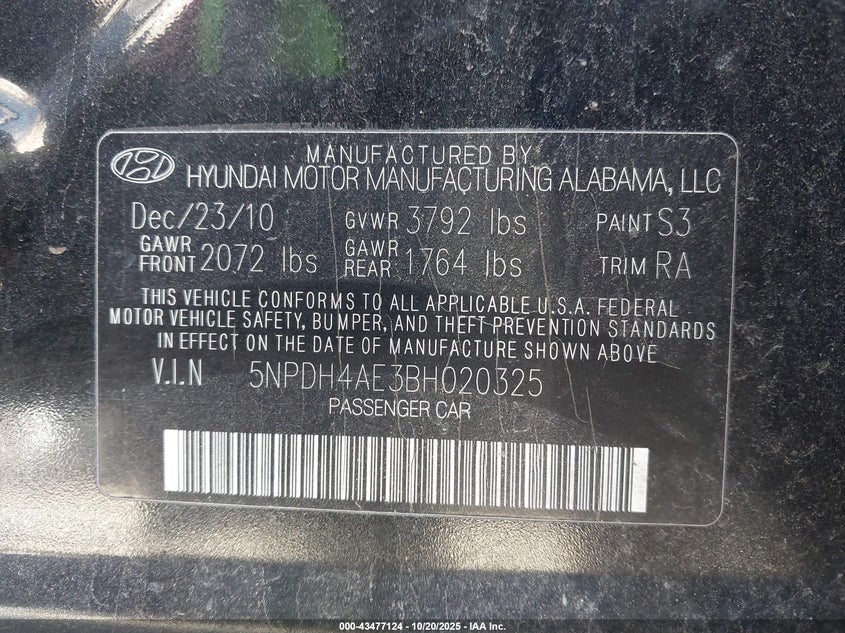 MANUFACTURED BY
HYUNDAI MOTOR MANUFACTURING ALABAMA, LLC
Dec/23/10 GVWR 3792 lbs PAINT S3
GAWR FRONT 2072 lbs GAWR REAR 1764 lbs TRIM RA
THIS VEHICLE CONFORMS TO ALL APPLICABLE U.S.A. FEDERAL
MOTOR VEHICLE SAFETY, BUMPER, AND THEFT PREVENTION STANDARDS
IN EFFECT ON THE DATE OF MANUFACTURE SHOWN ABOVE
V.I.N 5NPDH4AE3BH020325
PASSENGER CAR
000-43477124 - 10/20/2025 - IAA Inc.